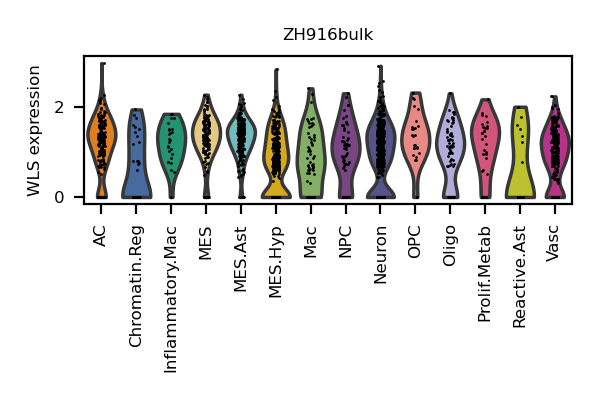 ZH916bulk
WLS expression
2
0
AC
Chromatin.Reg
Inflammatory.Mac
MES
MES.Ast
MES.Hyp
Mac
NPC
Neuron
OPC
Oligo
Prolif.Metab
Reactive.Ast
Vasc